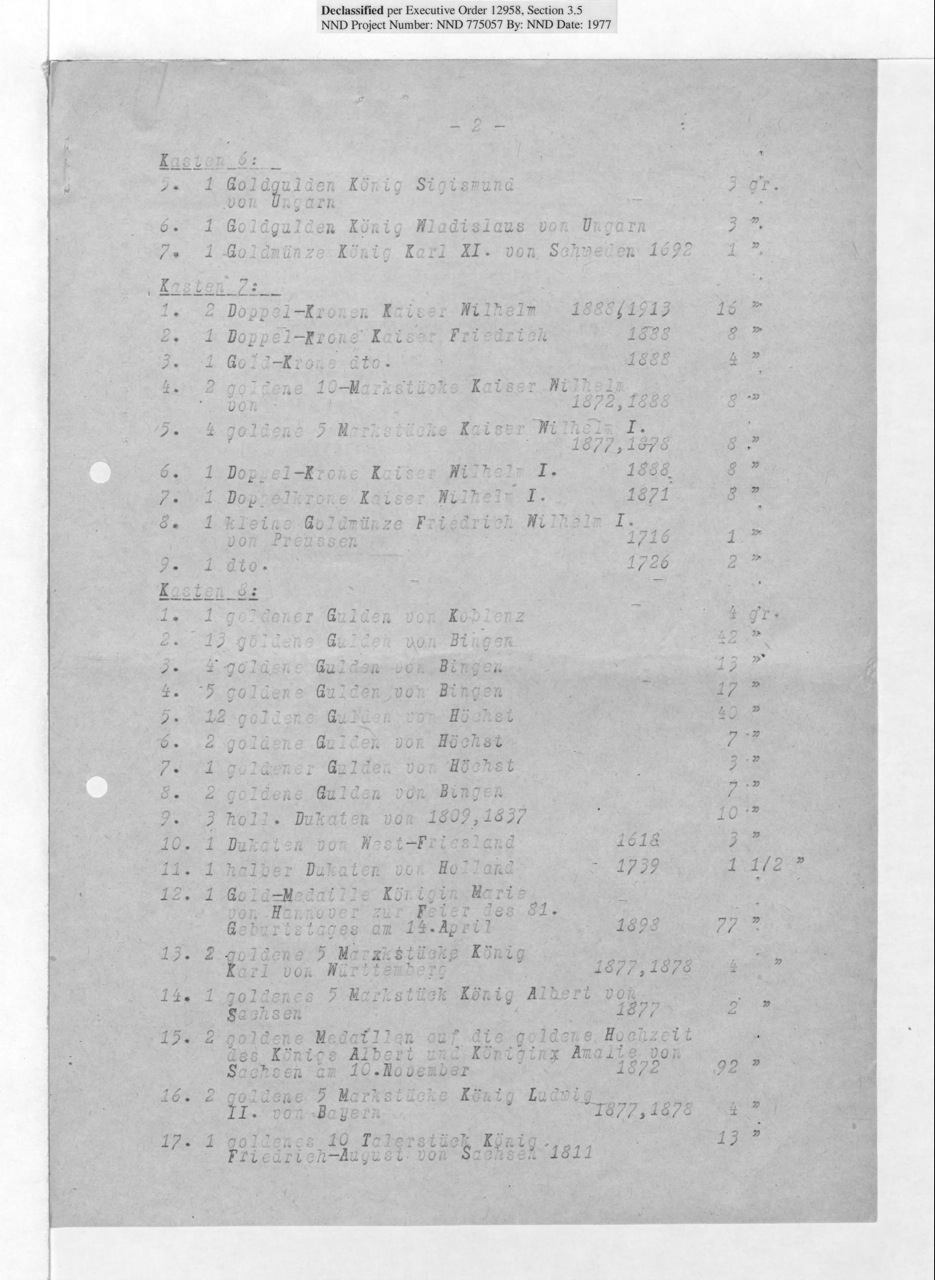 Declassified per Executive Order 12958, Section 3.5
NND Project Number: NND 775057 By: NND Date: 1977
- 2 -
Kasten 6:
5. 1 Goldgulden König Sigismund 3 gr.
von Ungarn
6. 1 Goldgulden König Wladislaus von Ungarn 3 ".
7. 1 Goldmünze König Karl XI. von Schweden 1692 1 ".
Kasten 7:
1. 2 Doppel-Kronen Kaiser Wilhelm 1888/1913 16 "
2. 1 Doppel-Krone Kaiser Friedrich 1888 8 "
3. 1 Gold-Krone dto. 1888 4 "
4. 2 goldene 10-Markstücke Kaiser Wilhelm
von 1872,1888 8 "
5. 4 goldene 5 Markstücke Kaiser Wilhelm I.
1877,1878 8 "
6. 1 Doppel-Krone Kaiser Wilhelm I. 1888 8 "
7. 1 Doppelkrone Kaiser Wilhelm I. 1871 8 "
8. 1 kleine Goldmünze Friedrich Wilhelm I.
von Preussen 1716 1 "
9. 1 dto. 1726 2 "
Kasten 8:
1. 1 goldener Gulden von Koblenz 4 gr.
2. 13 goldene Gulden von Bingen 42 "
3. 4 goldene Gulden von Bingen 13 "
4. 5 goldene Gulden von Bingen 17 "
5. 12 goldene Gulden von Höchst 40 "
6. 2 goldene Gulden von Höchst 7 "
7. 1 goldener Gulden von Höchst 3 "
8. 2 goldene Gulden von Bingen 7 "
9. 3 holl. Dukaten von 1809,1837 10 "
10. 1 Dukaten von West-Friesland 1618 3 "
11. 1 halber Dukaten von Holland 1739 1 1/2 "
12. 1 Gold-Medaille Königin Marie
von Hannover zur Feier des 81.
Geburtstages am 14.April 1898 77 "
13. 2 goldene 5 Marxkstücke König
Karl von Württemberg 1877,1878 4 "
14. 1 goldenes 5 Markstück König Albert von
Sachsen 1877 2 "
15. 2 goldene Medaillen auf die goldene Hochzeit
des Königs Albert und Königinx Amalie von
Sachsen am 10.November 1872 92 "
16. 2 goldene 5 Markstücke König Ludwig
II. von Bayern 1877,1878 4 "
17. 1 goldenes 10 Talerstück König 13 "
Friedrich-August von Sachsen 1811